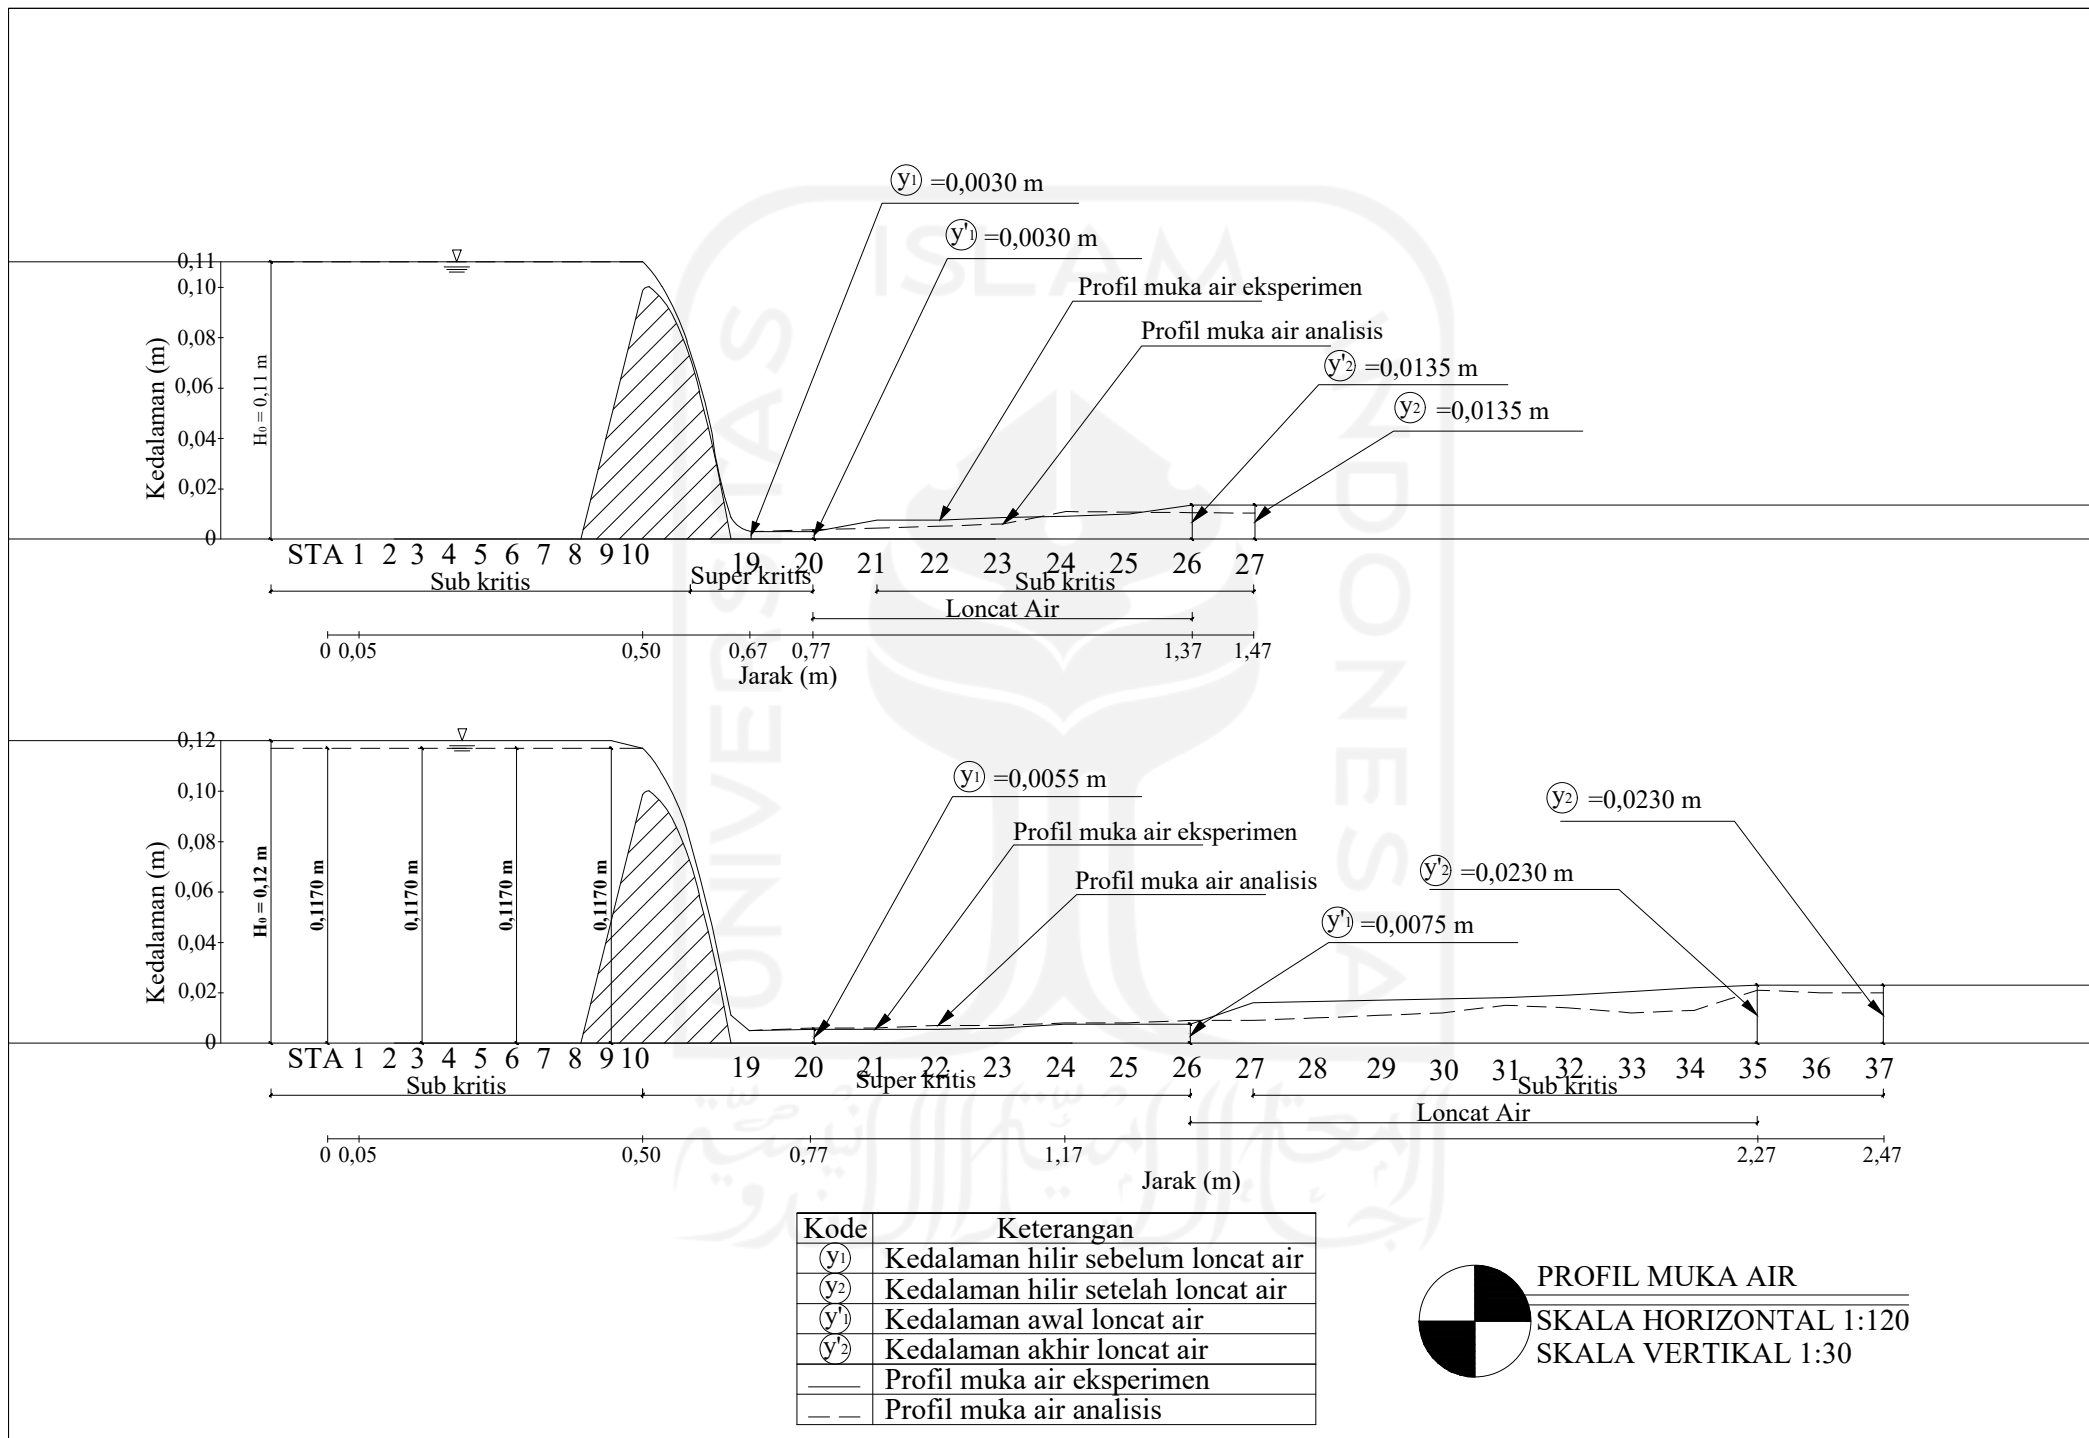 y1 =0,0030 m
y'1 =0,0030 m
Profil muka air eksperimen
Profil muka air analisis
y'2 =0,0135 m
y2 =0,0135 m
Kedalaman (m)
0,11
0,10
0,08
0,06
0,04
0,02
0
H0 = 0,11 m
STA 1 2 3 4 5 6 7 8 9 10 19 20 21 22 23 24 25 26 27
Sub kritis Super kritis Sub kritis
Loncat Air
0 0,05 0,50 0,67 0,77 1,37 1,47
Jarak (m)
y1 =0,0055 m
Profil muka air eksperimen
Profil muka air analisis
y'1 =0,0075 m
y'2 =0,0230 m
y2 =0,0230 m
Kedalaman (m)
0,12
0,10
0,08
0,06
0,04
0,02
0
H0 = 0,12 m
0,1170 m
0,1170 m
0,1170 m
0,1170 m
STA 1 2 3 4 5 6 7 8 9 10 19 20 21 22 23 24 25 26 27 28 29 30 31 32 33 34 35 36 37
Sub kritis Super kritis Sub kritis
Loncat Air
0 0,05 0,50 0,77 1,17 2,27 2,47
Jarak (m)
Kode Keterangan
y1 Kedalaman hilir sebelum loncat air
y2 Kedalaman hilir setelah loncat air
y'1 Kedalaman awal loncat air
y'2 Kedalaman akhir loncat air
Profil muka air eksperimen
Profil muka air analisis
PROFIL MUKA AIR
SKALA HORIZONTAL 1:120
SKALA VERTIKAL 1:30
UNIVERSITAS
ISLAM
INDONESIA